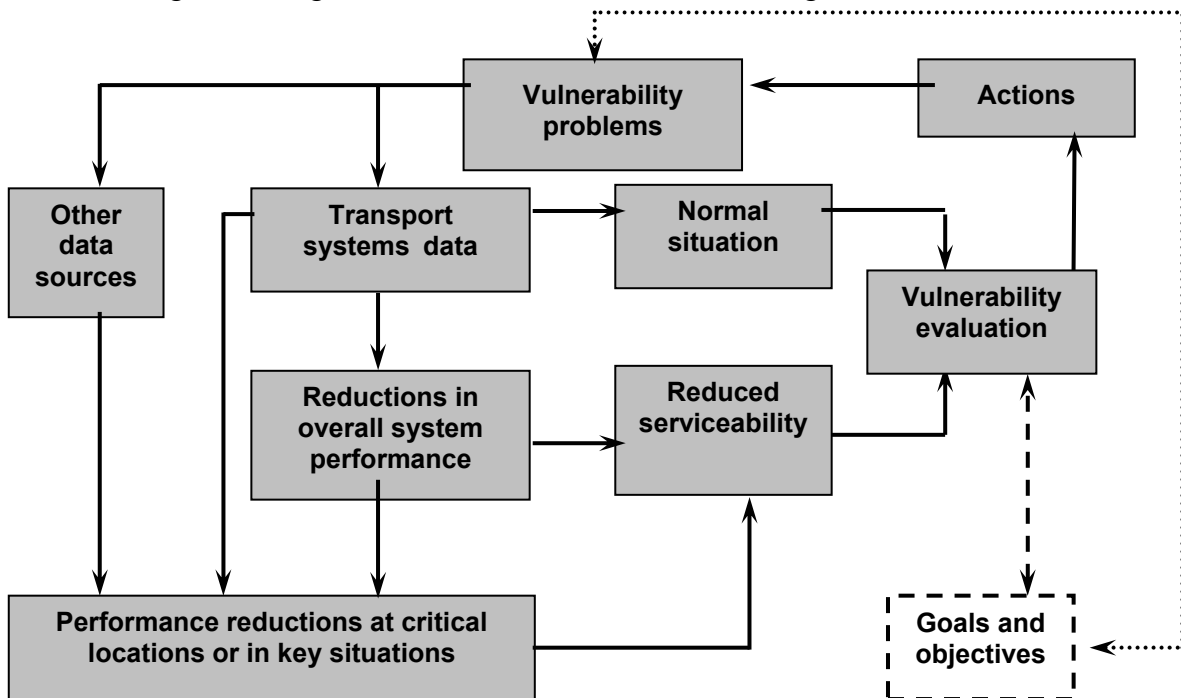 Vulnerability
problems
Actions
Other
data
sources
Transport
systems data
Normal
situation
Vulnerability
evaluation
Reductions in
overall system
performance
Reduced
serviceability
Performance reductions at critical
locations or in key situations
Goals and
objectives